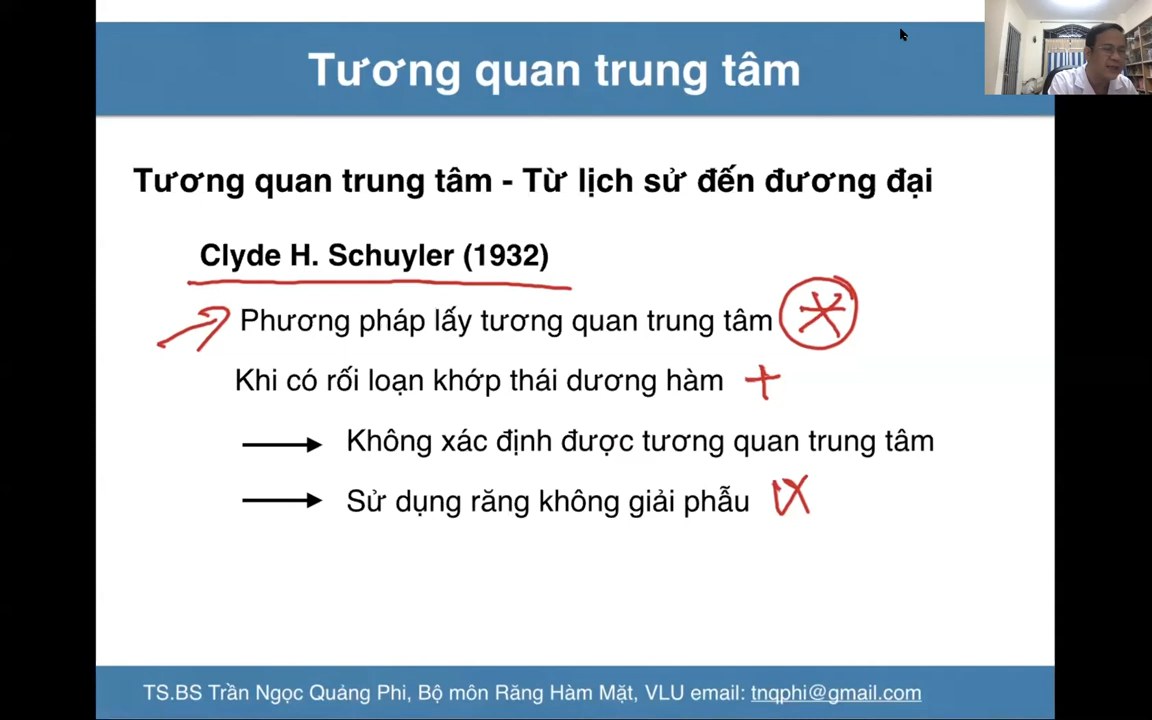 Tương quan trung tâm
Tương quan trung tâm - Từ lịch sử đến đương đại
Clyde H. Schuyler (1932)
Phương pháp lấy tương quan trung tâm
Khi có rối loạn khớp thái dương hàm
Không xác định được tương quan trung tâm
Sử dụng răng không giải phẫu
TS.BS Trần Ngọc Quảng Phi, Bộ môn Răng Hàm Mặt, VLU email: tnqphi@gmail.com